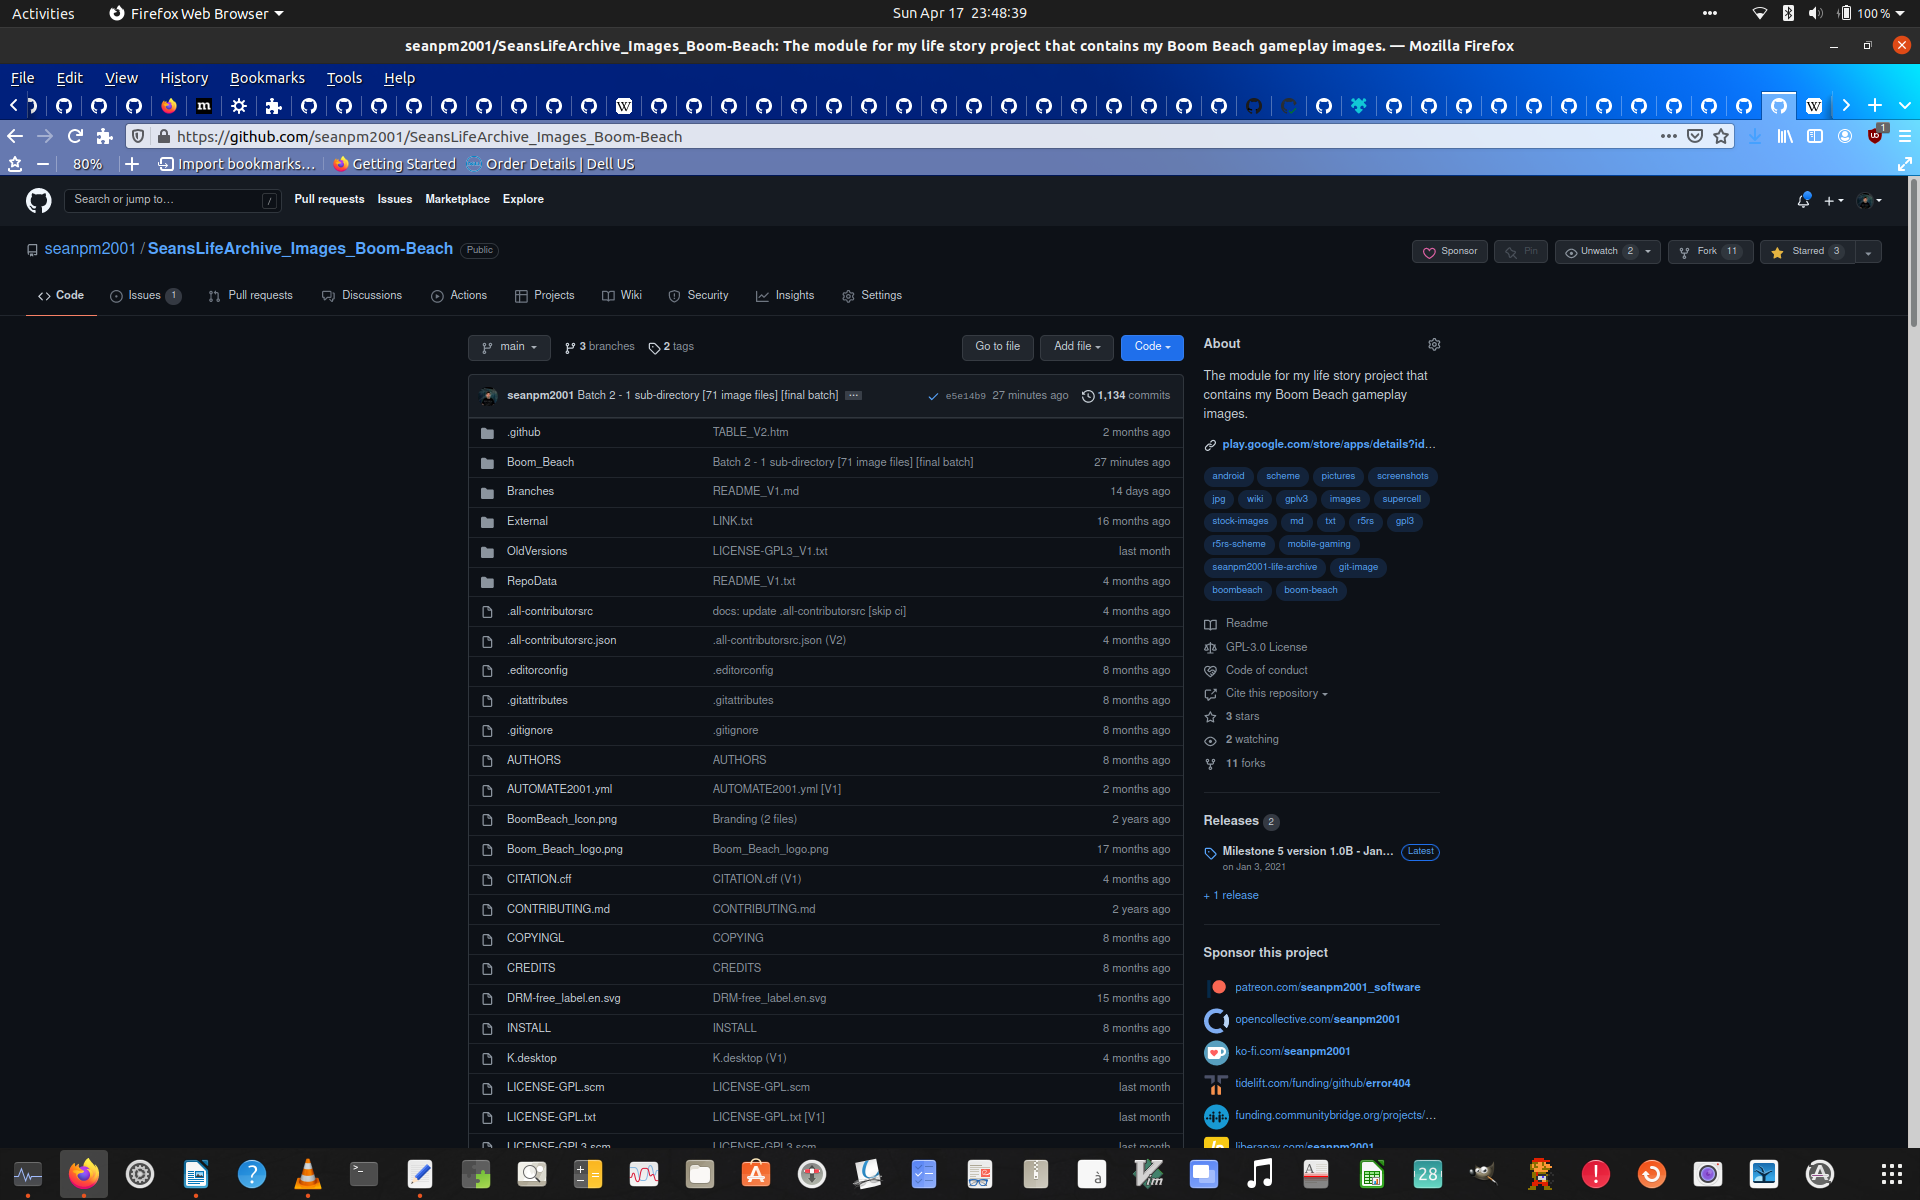 Activities
Firefox Web Browser
Sun Apr 17 23:48:39
100 %
seanpm2001/SeansLifeArchive_Images_Boom-Beach: The module for my life story project that contains my Boom Beach gameplay images. — Mozilla Firefox
File Edit View History Bookmarks Tools Help
https://github.com/seanpm2001/SeansLifeArchive_Images_Boom-Beach
1
80%
Import bookmarks…
Getting Started
Order Details | Dell US
Search or jump to…
/
Pull requests Issues Marketplace Explore
seanpm2001 / SeansLifeArchive_Images_Boom-Beach Public
Sponsor
Pin
Unwatch 2
Fork 11
Starred 3
Code
Issues 1
Pull requests
Discussions
Actions
Projects
Wiki
Security
Insights
Settings
main
3 branches
2 tags
Go to file
Add file
Code
seanpm2001 Batch 2 - 1 sub-directory [71 image files] [final batch] … e5e14b9 27 minutes ago 1,134 commits
.github TABLE_V2.htm 2 months ago
Boom_Beach Batch 2 - 1 sub-directory [71 image files] [final batch] 27 minutes ago
Branches README_V1.md 14 days ago
External LINK.txt 16 months ago
OldVersions LICENSE-GPL3_V1.txt last month
RepoData README_V1.txt 4 months ago
.all-contributorsrc docs: update .all-contributorsrc [skip ci] 4 months ago
.all-contributorsrc.json .all-contributorsrc.json (V2) 4 months ago
.editorconfig .editorconfig 8 months ago
.gitattributes .gitattributes 8 months ago
.gitignore .gitignore 8 months ago
AUTHORS AUTHORS 8 months ago
AUTOMATE2001.yml AUTOMATE2001.yml [V1] 2 months ago
BoomBeach_Icon.png Branding (2 files) 2 years ago
Boom_Beach_logo.png Boom_Beach_logo.png 17 months ago
CITATION.cff CITATION.cff (V1) 4 months ago
CONTRIBUTING.md CONTRIBUTING.md 2 years ago
COPYINGL COPYING 8 months ago
CREDITS CREDITS 8 months ago
DRM-free_label.en.svg DRM-free_label.en.svg 15 months ago
INSTALL INSTALL 8 months ago
K.desktop K.desktop (V1) 4 months ago
LICENSE-GPL.scm LICENSE-GPL.scm last month
LICENSE-GPL.txt LICENSE-GPL.txt [V1] last month
LICENSE-GPL3.scm LICENSE-GPL3.scm last month
About
The module for my life story project that
contains my Boom Beach gameplay
images.
play.google.com/store/apps/details?id…
android scheme pictures screenshots
jpg wiki gplv3 images supercell
stock-images md txt r5rs gpl3
r5rs-scheme mobile-gaming
seanpm2001-life-archive git-image
boombeach boom-beach
Readme
GPL-3.0 License
Code of conduct
Cite this repository
3 stars
2 watching
11 forks
Releases 2
Milestone 5 version 1.0B - Jan… Latest
on Jan 3, 2021
+ 1 release
Sponsor this project
patreon.com/seanpm2001_software
opencollective.com/seanpm2001
ko-fi.com/seanpm2001
tidelift.com/funding/github/error404
funding.communitybridge.org/projects/…
liberapay.com/seanpm2001
28